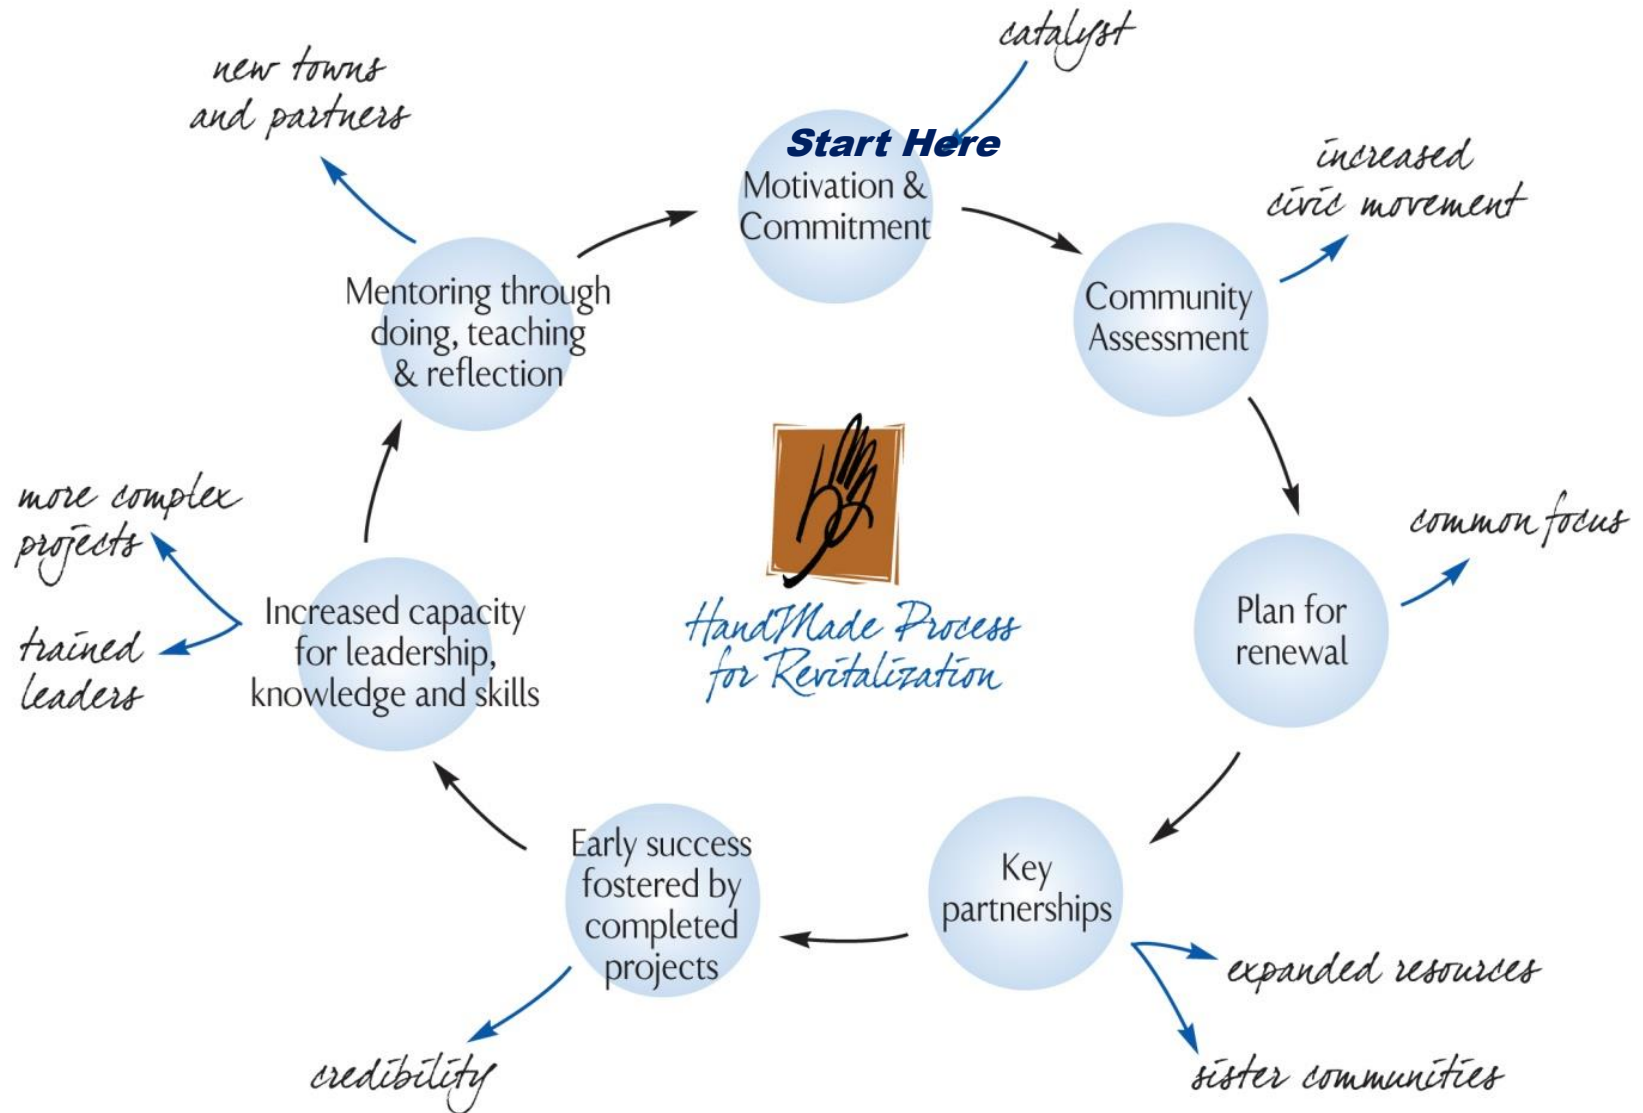 catalyst
Start Here
Motivation &
Commitment
increased
civic movement
Community
Assessment
common focus
Plan for
renewal
Key
partnerships
expanded resources
sister communities
Early success
fostered by
completed
projects
credibility
Increased capacity
for leadership,
knowledge and skills
more complex
projects
trained
leaders
Mentoring through
doing, teaching
& reflection
new towns
and partners
HandMade Process
for Revitalization